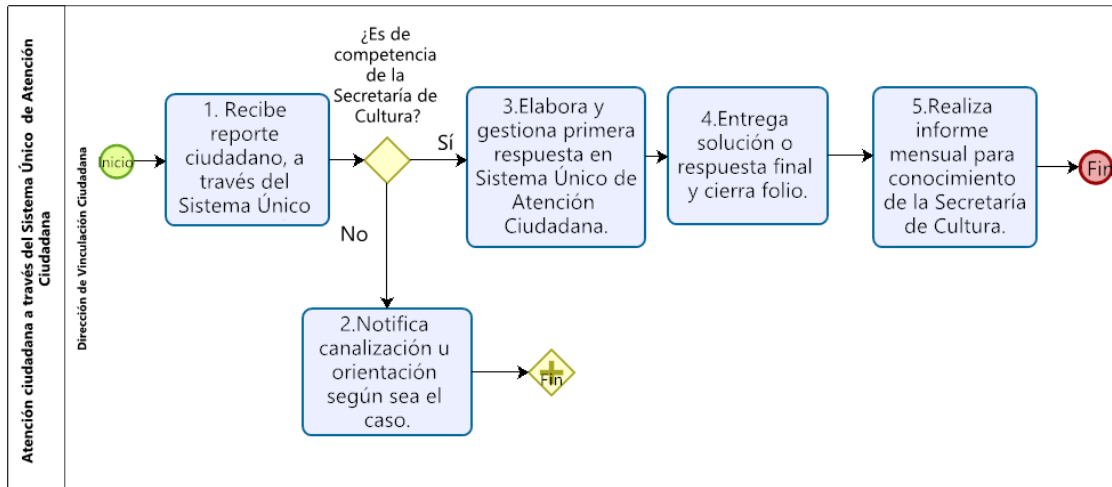 Atención ciudadana a través del Sistema Único de Atención
Ciudadana
Dirección de Vinculación Ciudadana
Inicio
1. Recibe
reporte
ciudadano, a
través del
Sistema Único
¿Es de
competencia
de la
Secretaría de
Cultura?
Sí
No
3.Elabora y
gestiona primera
respuesta en
Sistema Único de
Atención
Ciudadana.
4.Entrega
solución o
respuesta final
y cierra folio.
5.Realiza
informe
mensual para
conocimiento
de la Secretaría
de Cultura.
Fin
2.Notifica
canalización u
orientación
según sea el
caso.
Fin